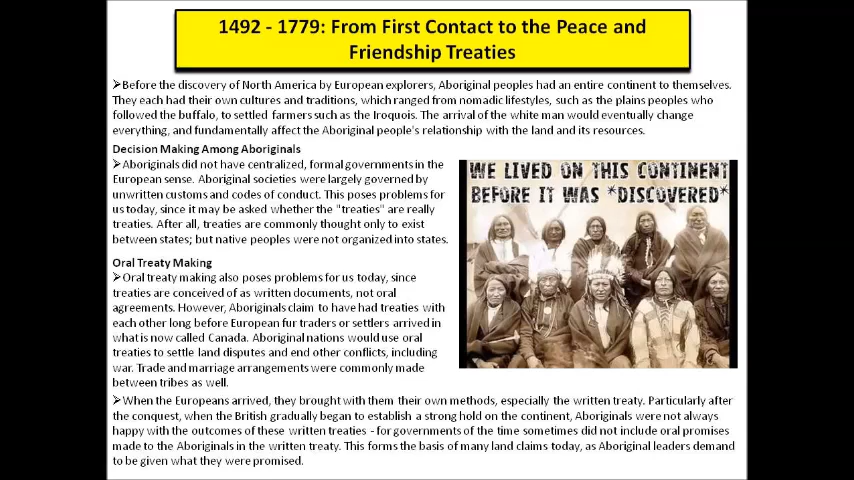 1492 - 1779: From First Contact to the Peace and
Friendship Treaties
➢Before the discovery of North America by European explorers, Aboriginal peoples had an entire continent to themselves.
They each had their own cultures and traditions, which ranged from nomadic lifestyles, such as the plains peoples who
followed the buffalo, to settled farmers such as the Iroquois. The arrival of the white man would eventually change
everything, and fundamentally affect the Aboriginal people's relationship with the land and its resources.
Decision Making Among Aboriginals
➢Aboriginals did not have centralized, formal governments in the
European sense. Aboriginal societies were largely governed by
unwritten customs and codes of conduct. This poses problems for
us today, since it may be asked whether the "treaties" are really
treaties. After all, treaties are commonly thought only to exist
between states; but native peoples were not organized into states.
WE LIVED ON THIS CONTINENT
BEFORE IT WAS *DISCOVERED*
Oral Treaty Making
➢Oral treaty making also poses problems for us today, since
treaties are conceived of as written documents, not oral
agreements. However, Aboriginals claim to have had treaties with
each other long before European fur traders or settlers arrived in
what is now called Canada. Aboriginal nations would use oral
treaties to settle land disputes and end other conflicts, including
war. Trade and marriage arrangements were commonly made
between tribes as well.
➢When the Europeans arrived, they brought with them their own methods, especially the written treaty. Particularly after
the conquest, when the British gradually began to establish a strong hold on the continent, Aboriginals were not always
happy with the outcomes of these written treaties - for governments of the time sometimes did not include oral promises
made to the Aboriginals in the written treaty. This forms the basis of many land claims today, as Aboriginal leaders demand
to be given what they were promised.